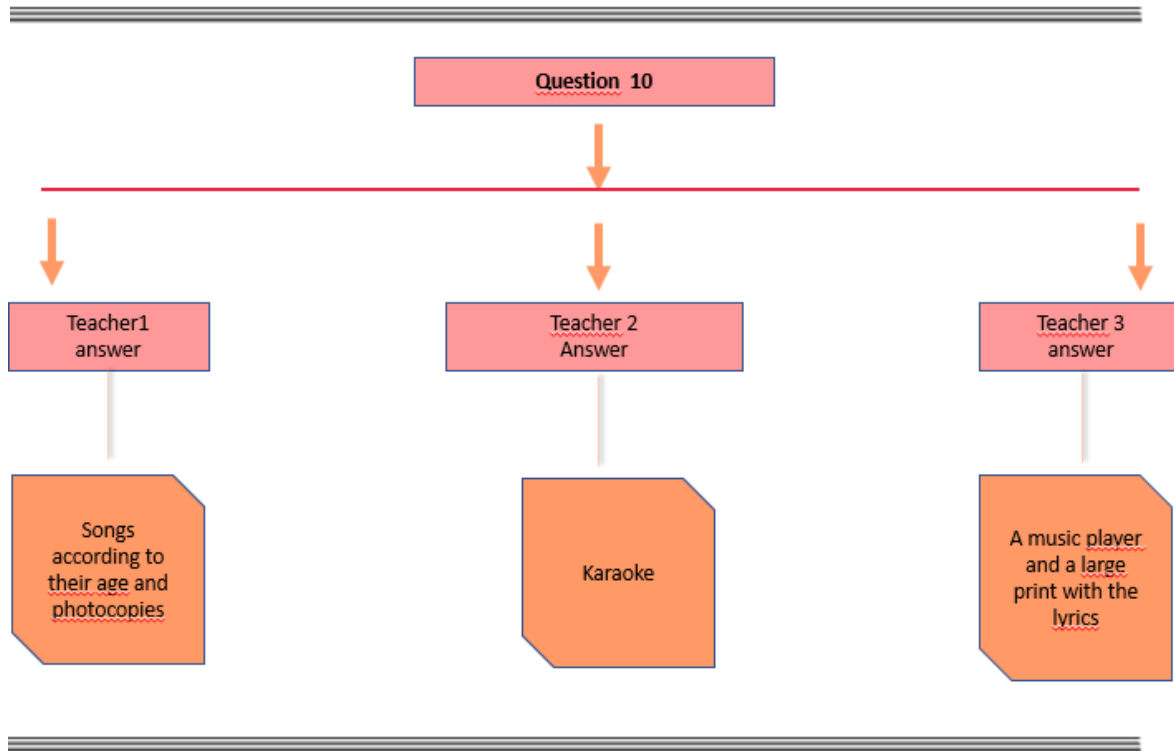 Question 10
Teacher1
answer
Teacher 2
Answer
Teacher 3
answer
Songs
according to
their age and
photocopies
Karaoke
A music player
and a large
print with the
lyrics